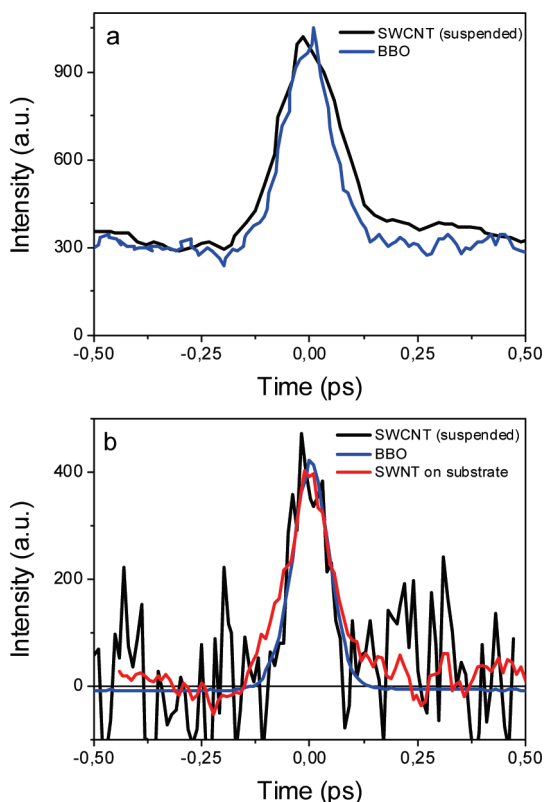 a
SWCNT (suspended)
BBO
900
600
300
0
Intensity (a.u.)
-0,50 -0,25 0,00 0,25 0,50
Time (ps)
b
SWCNT (suspended)
BBO
SWNT on substrate
400
200
0
Intensity (a.u.)
-0,50 -0,25 0,00 0,25 0,50
Time (ps)